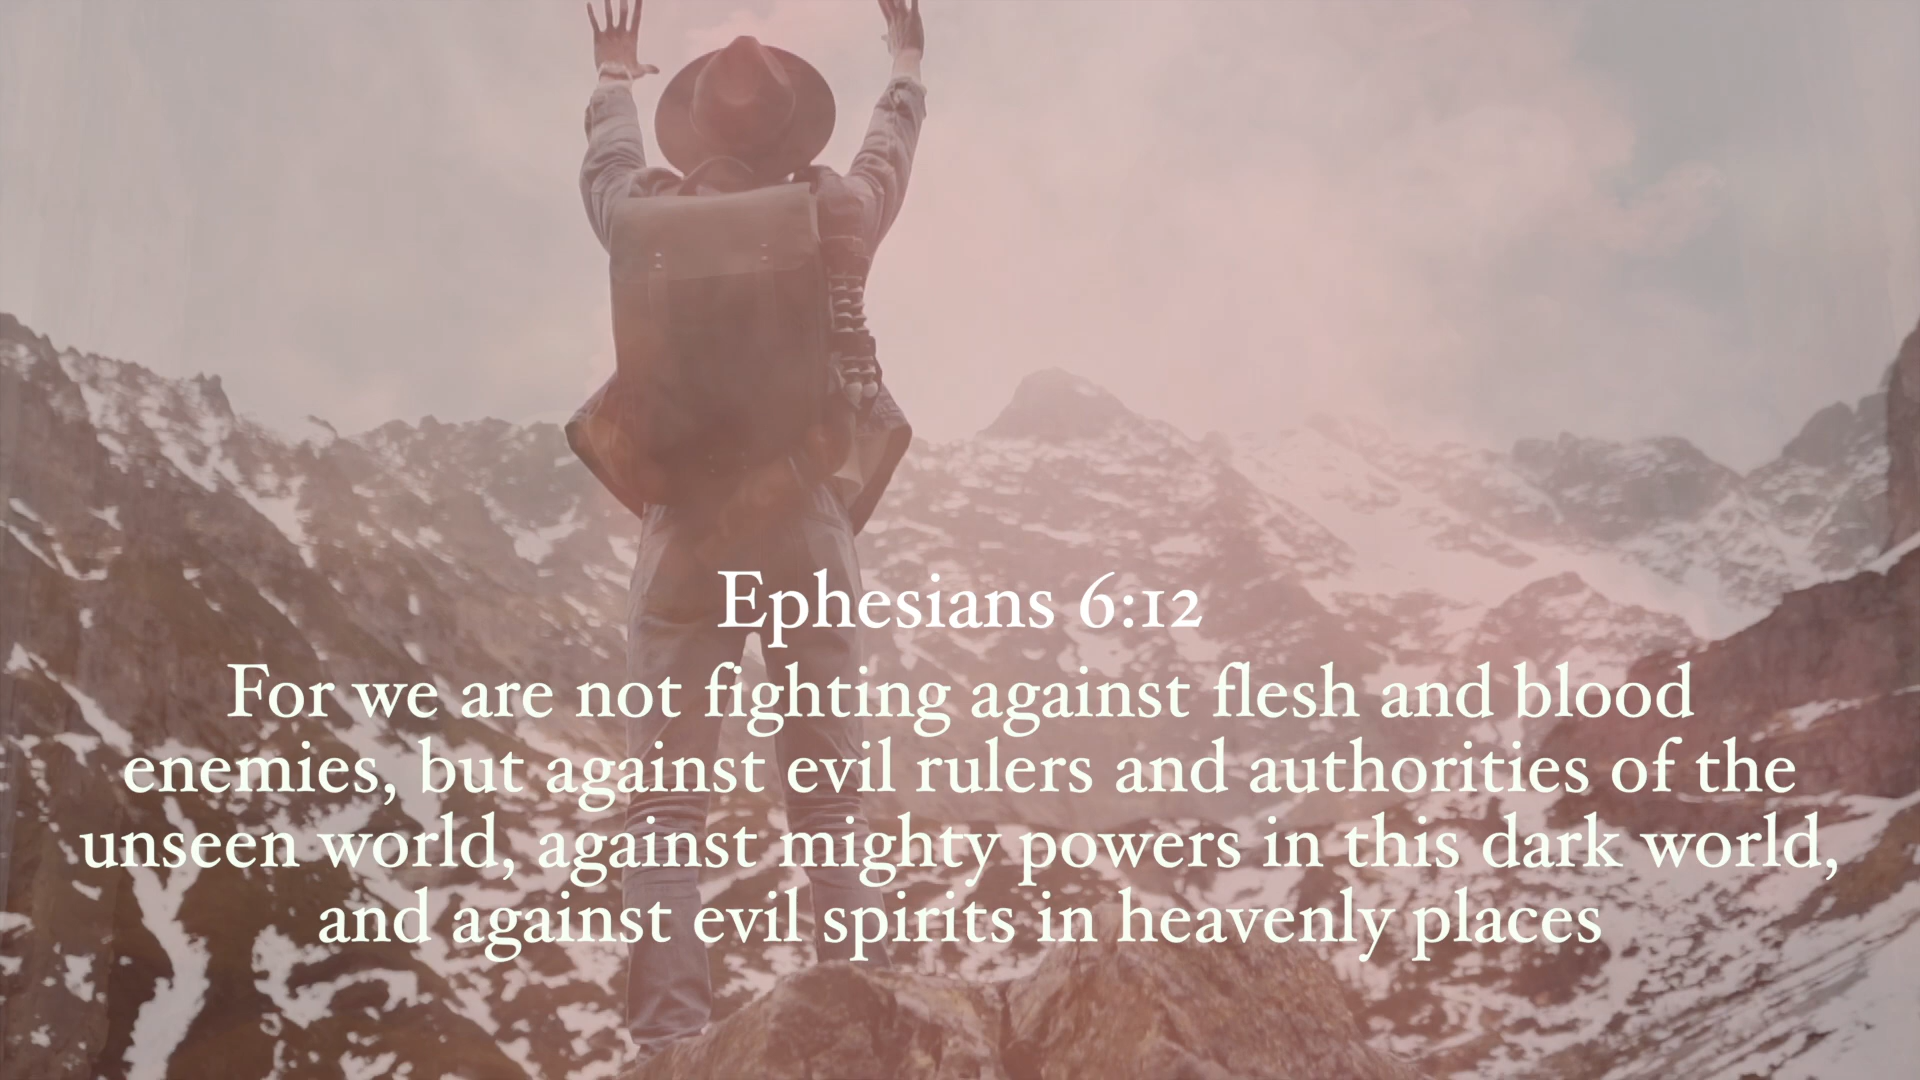 Ephesians 6:12
For we are not fighting against flesh and blood
enemies, but against evil rulers and authorities of the
unseen world, against mighty powers in this dark world,
and against evil spirits in heavenly places